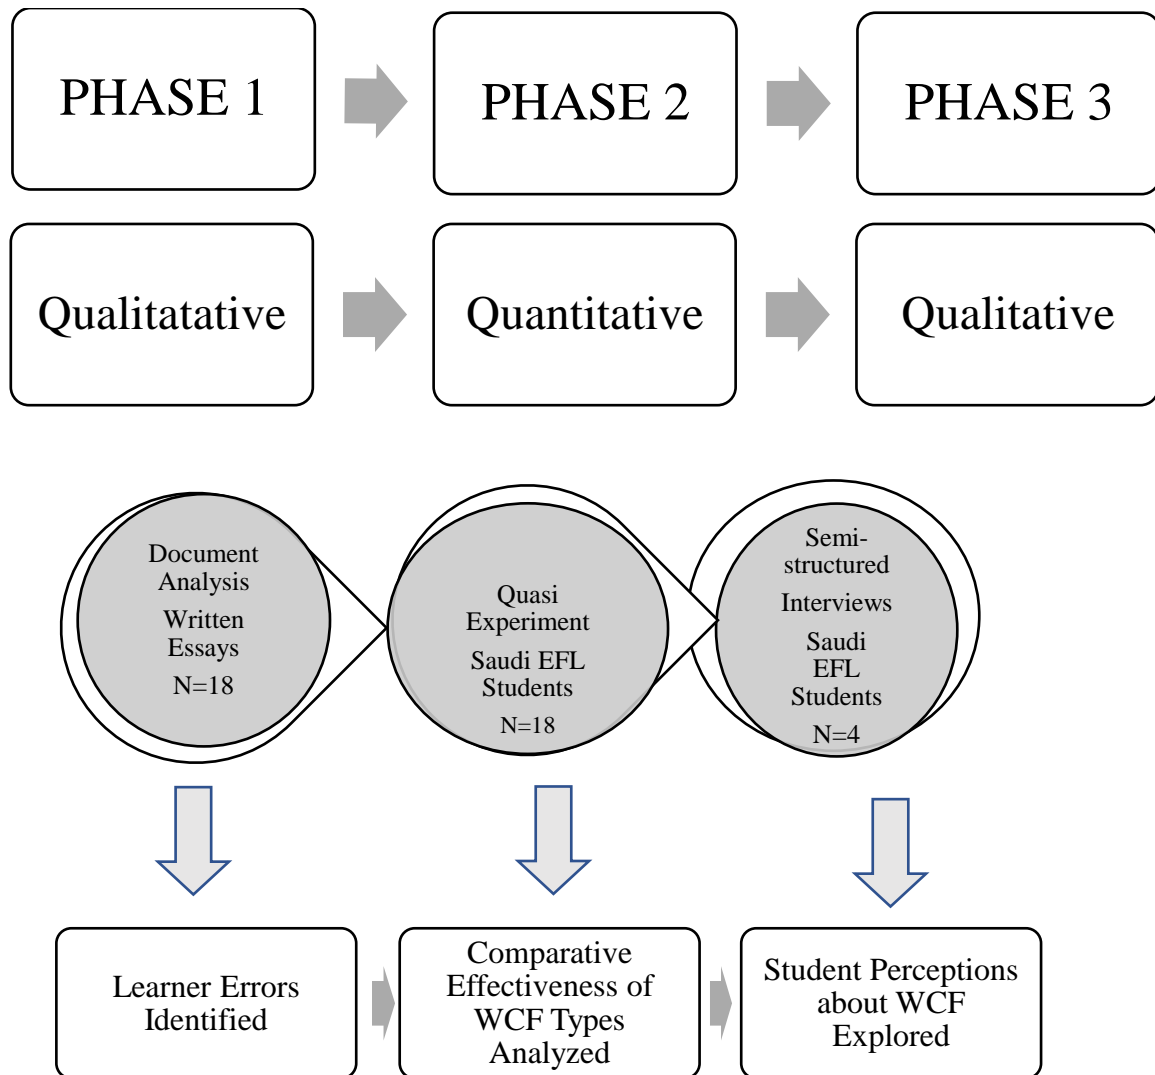 PHASE 1
PHASE 2
PHASE 3
Qualitatative
Quantitative
Qualitative
Document
Analysis
Written
Essays
N=18
Quasi
Experiment
Saudi EFL
Students
N=18
Semi-
structured
Interviews
Saudi
EFL
Students
N=4
Learner Errors
Identified
Comparative
Effectiveness of
WCF Types
Analyzed
Student Perceptions
about WCF
Explored